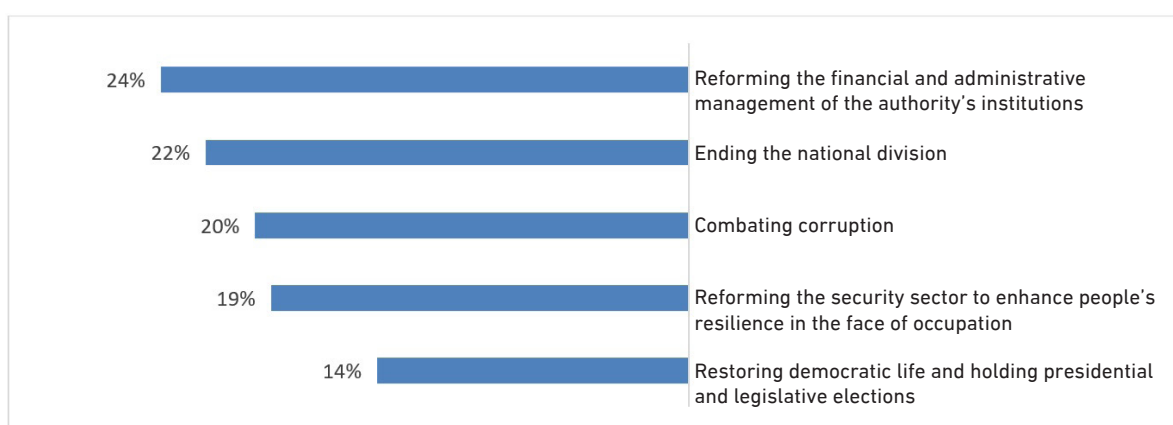 24%
Reforming the financial and administrative
management of the authority's institutions
22%
Ending the national division
20%
Combating corruption
19%
Reforming the security sector to enhance people's
resilience in the face of occupation
14%
Restoring democratic life and holding presidential
and legislative elections